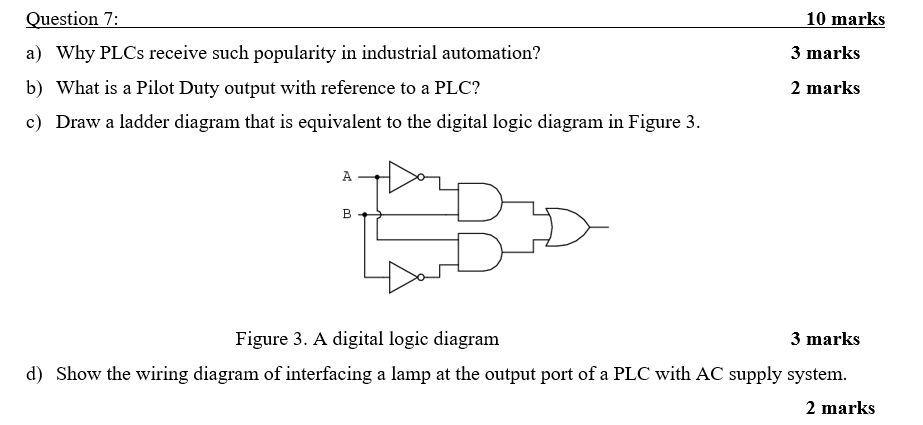 Question 7: 10 marks
a) Why PLCs receive such popularity in industrial automation? 3 marks
b) What is a Pilot Duty output with reference to a PLC? 2 marks
c) Draw a ladder diagram that is equivalent to the digital logic diagram in Figure 3.
A
B
Figure 3. A digital logic diagram 3 marks
d) Show the wiring diagram of interfacing a lamp at the output port of a PLC with AC supply system.
2 marks